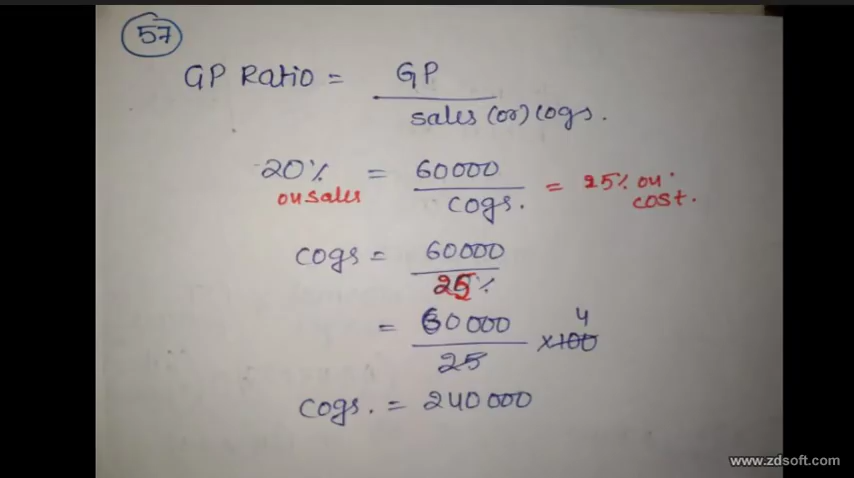 57
GP Ratio = GP
sales (or) cogs.
20% = 60000 = 25% on
on sales cogs. cost.
cogs = 60000
25%
= 60000 4
25 ×100
cogs. = 240000
www.zdsoft.com